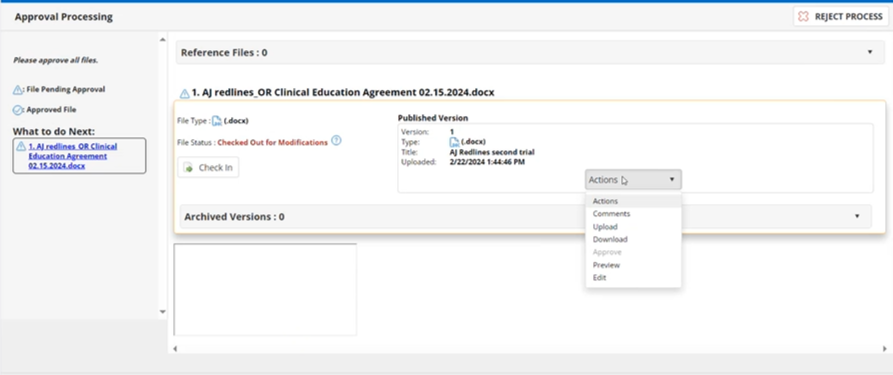 Approval Processing
REJECT PROCESS
Please approve all files.
: File Pending Approval
: Approved File
What to do Next:
1. AJ redlines_OR Clinical
Education Agreement
02.15.2024.docx
Reference Files : 0
1. AJ redlines_OR Clinical Education Agreement 02.15.2024.docx
File Type : (.docx)
File Status : Checked Out for Modifications
Check In
Published Version
Version: 1
Type: (.docx)
Title: AJ Redlines second trial
Uploaded: 2/22/2024 1:44:46 PM
Actions
Actions
Comments
Upload
Download
Approve
Preview
Edit
Archived Versions : 0